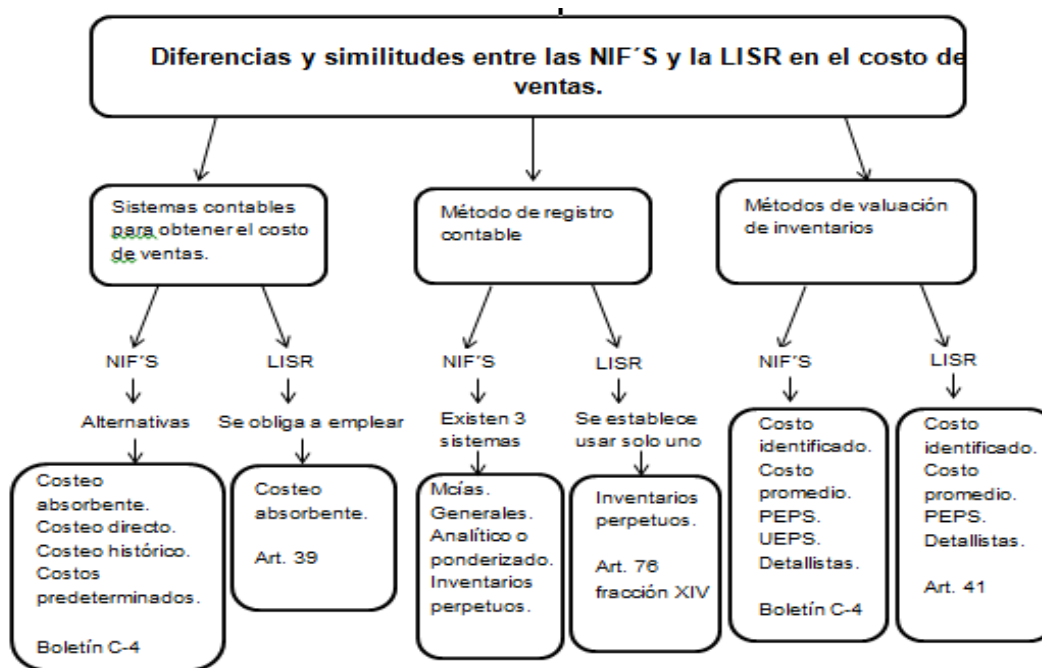 Diferencias y similitudes entre las NIF´S y la LISR en el costo de
ventas.
Sistemas contables
para obtener el costo
de ventas.
Método de registro
contable
Métodos de valuación
de inventarios
NIF´S
LISR
NIF´S
LISR
NIF´S
LISR
Alternativas
Se obliga a emplear
Existen 3
sistemas
Se establece
usar solo uno
Costeo
absorbente.
Costeo directo.
Costeo histórico.
Costos
predeterminados.
Boletín C-4
Costeo
absorbente.
Art. 39
Mcías.
Generales.
Analítico o
ponderizado.
Inventarios
perpetuos.
Inventarios
perpetuos.
Art. 76
fracción XIV
Costo
identificado.
Costo
promedio.
PEPS.
UEPS.
Detallistas.
Boletín C-4
Costo
identificado.
Costo
promedio.
PEPS.
Detallistas.
Art. 41